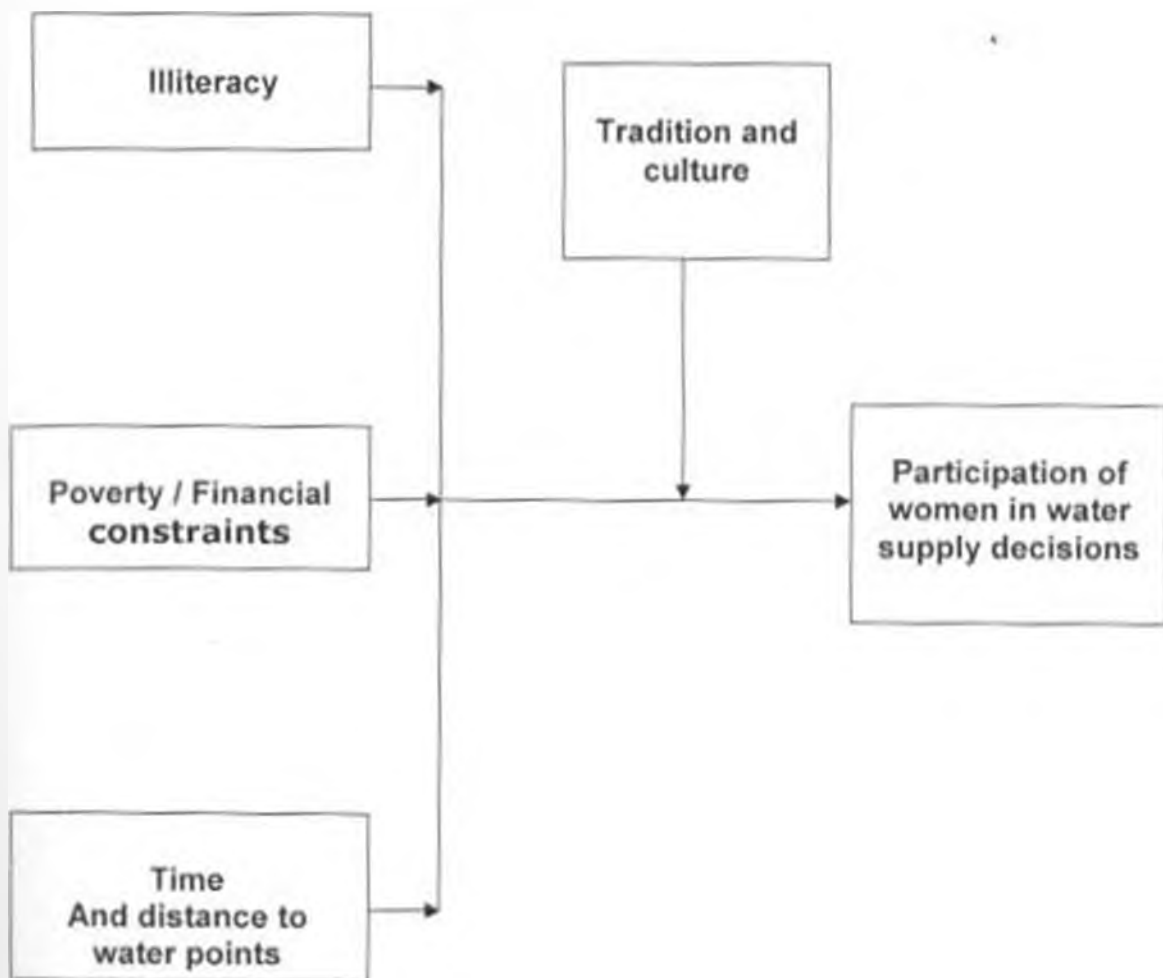 Illiteracy
Tradition and
culture
Poverty / Financial
constraints
Participation of
women in water
supply decisions
Time
And distance to
water points